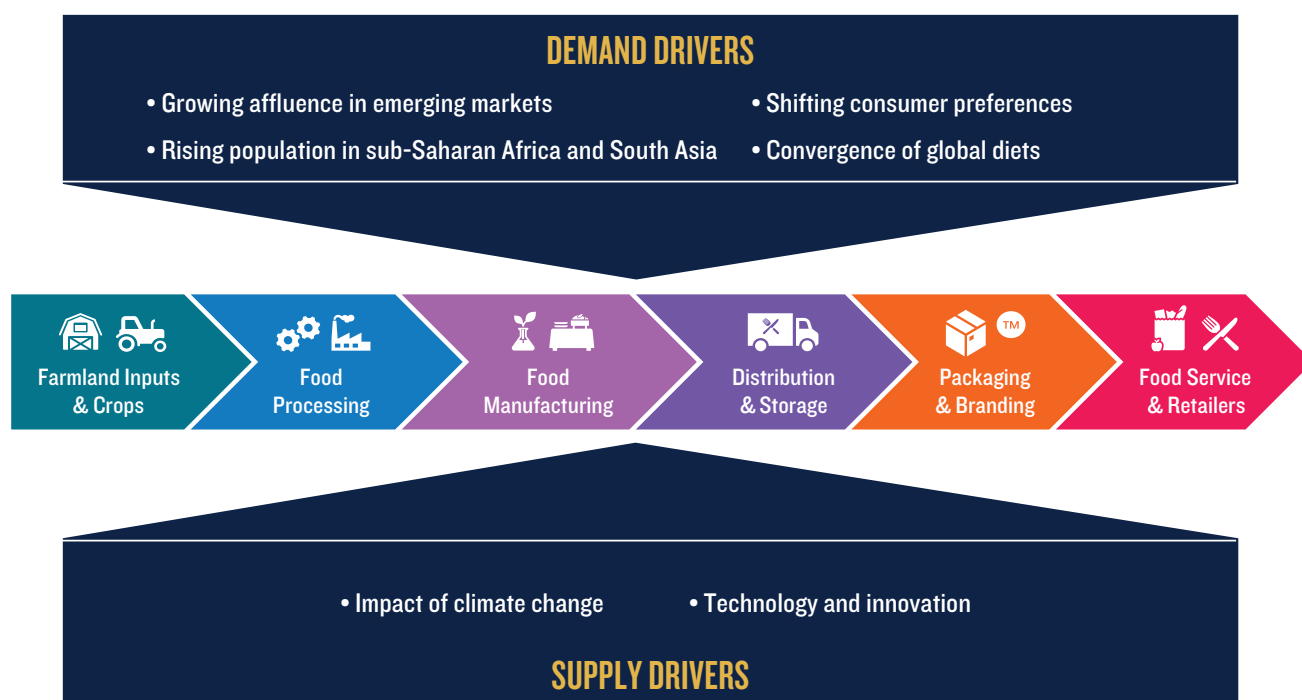 DEMAND DRIVERS
• Growing affluence in emerging markets
• Shifting consumer preferences
• Rising population in sub-Saharan Africa and South Asia
• Convergence of global diets
Farmland Inputs
& Crops
Food
Processing
Food
Manufacturing
Distribution
& Storage
TM
Packaging
& Branding
Food Service
& Retailers
• Impact of climate change
• Technology and innovation
SUPPLY DRIVERS